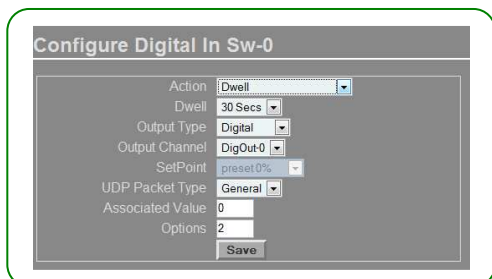 Configure Digital In Sw-0
Action Dwell
Dwell 30 Secs
Output Type Digital
Output Channel DigOut-0
SetPoint preset0%
UDP Packet Type General
Associated Value 0
Options 2
Save